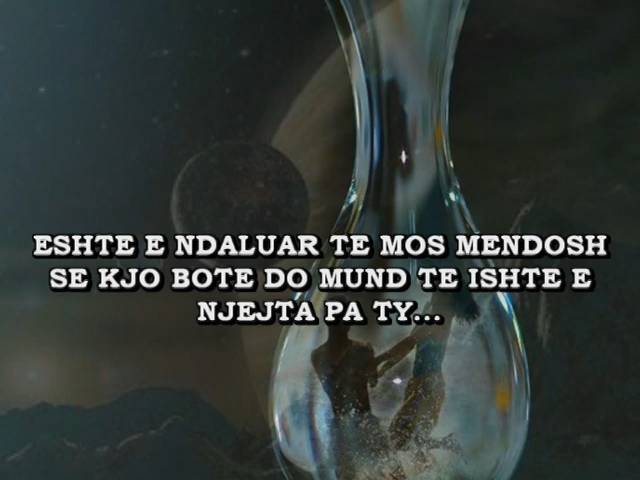 ESHTE E NDALUAR TE MOS MENDOSH
SE KJO BOTE DO MUND TE ISHTE E
NJEJTA PA TY...